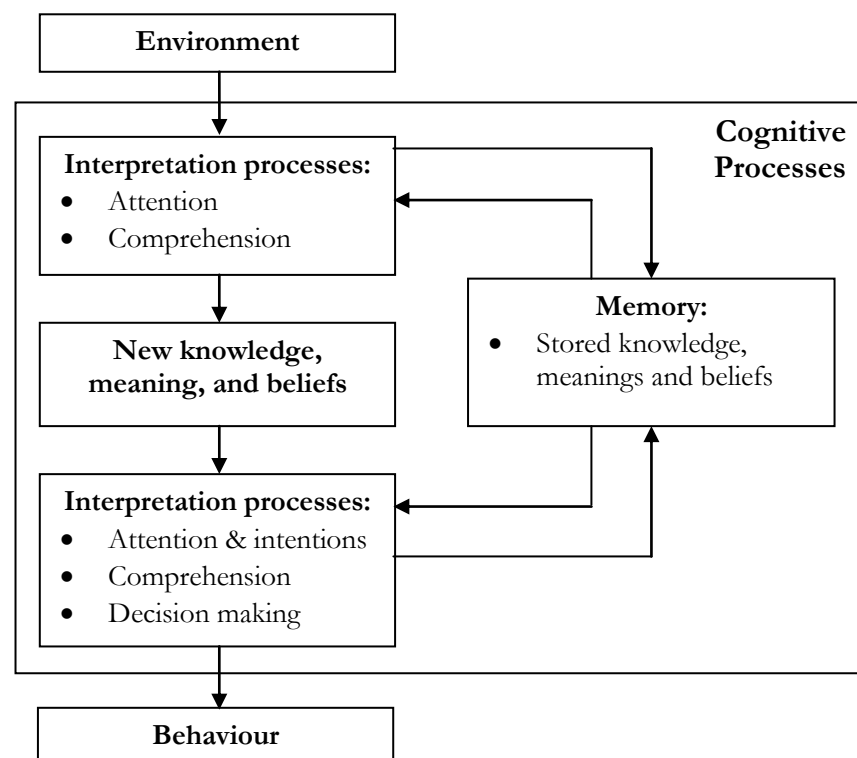 Environment
Cognitive
Processes
Interpretation processes:
• Attention
• Comprehension
Memory:
• Stored knowledge,
meanings and beliefs
New knowledge,
meaning, and beliefs
Interpretation processes:
• Attention & intentions
• Comprehension
• Decision making
Behaviour